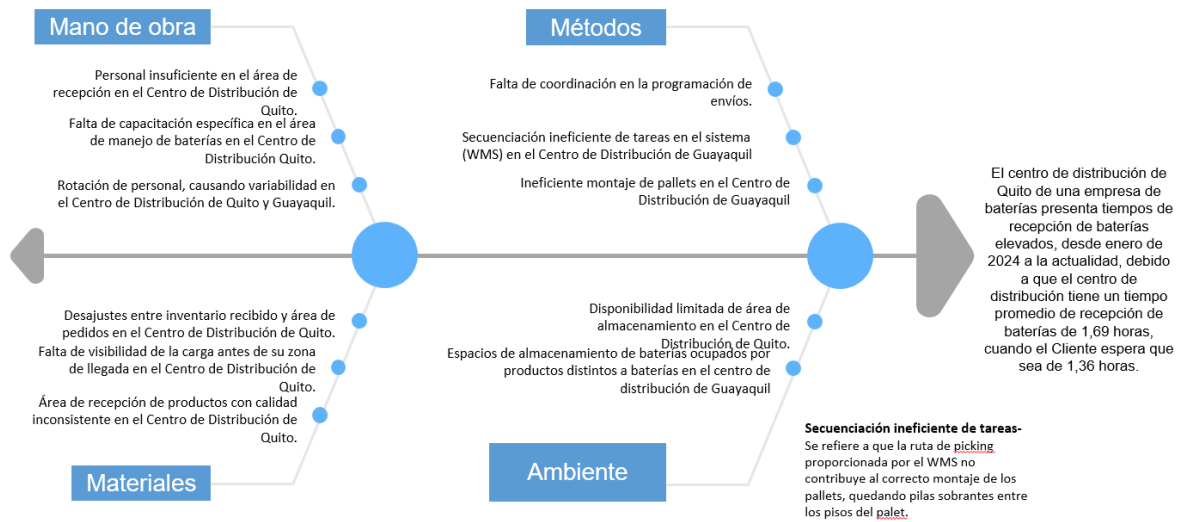 Mano de obra
Personal insuficiente en el área de
recepción en el Centro de Distribución de
Quito.
Falta de capacitación específica en el área
de manejo de baterías en el Centro de
Distribución Quito.
Rotación de personal, causando variabilidad en
el Centro de Distribución de Quito y Guayaquil.
Métodos
Falta de coordinación en la programación de
envíos.
Secuenciación ineficiente de tareas en el sistema
(WMS) en el Centro de Distribución de Guayaquil
Ineficiente montaje de pallets en el Centro de
Distribución de Guayaquil
El centro de distribución de
Quito de una empresa de
baterías presenta tiempos de
recepción de baterías
elevados, desde enero de
2024 a la actualidad, debido
a que el centro de
distribución tiene un tiempo
promedio de recepción de
baterías de 1,69 horas,
cuando el Cliente espera que
sea de 1,36 horas.
Desajustes entre inventario recibido y área de
pedidos en el Centro de Distribución de Quito.
Falta de visibilidad de la carga antes de su zona
de llegada en el Centro de Distribución de
Quito.
Área de recepción de productos con calidad
inconsistente en el Centro de Distribución de
Quito.
Materiales
Disponibilidad limitada de área de
almacenamiento en el Centro de
Distribución de Quito.
Espacios de almacenamiento de baterías ocupados por
productos distintos a baterías en el centro de
distribución de Guayaquil
Ambiente
Secuenciación ineficiente de tareas-
Se refiere a que la ruta de picking
proporcionada por el WMS no
contribuye al correcto montaje de los
pallets, quedando pilas sobrantes entre
los pisos del palet.